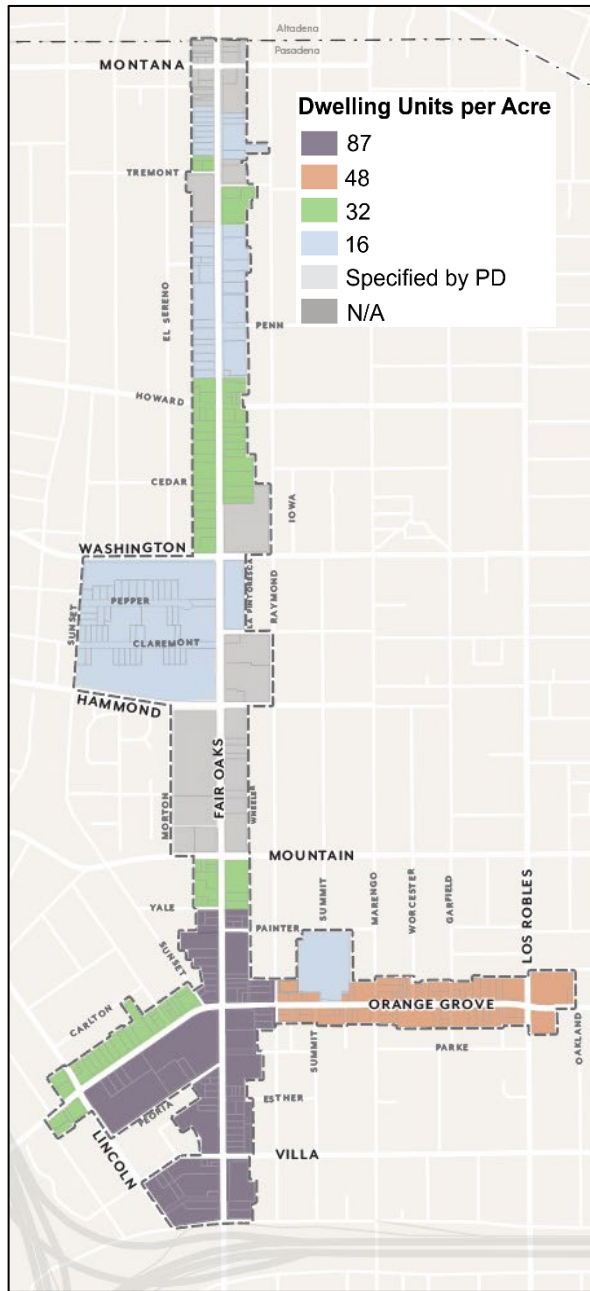 Altadena
Pasadena
MONTANA
Dwelling Units per Acre
87
48
32
16
Specified by PD
N/A
TREMONT
EL SERENO
PENN
HOWARD
CEDAR
IOWA
WASHINGTON
LA PINTORESCA
RAYMOND
SUNSET
PEPPER
CLAREMONT
HAMMOND
FAIR OAKS
MORTON
WHEELER
MOUNTAIN
YALE
SUMMIT
MARENGO
WORCESTER
GARFIELD
LOS ROBLES
PAINTER
SUNSET
CARLTON
ORANGE GROVE
SUMMIT
PARKE
OAKLAND
PEORIA
ESTHER
LINCOLN
VILLA